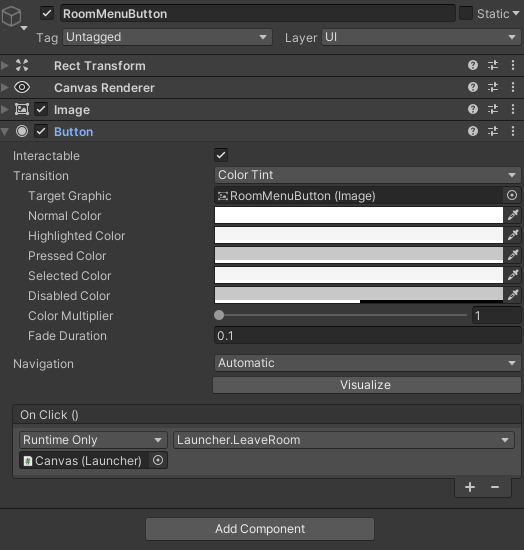 RoomMenuButton Static
Tag Untagged Layer UI
Rect Transform
Canvas Renderer
Image
Button
Interactable
Transition Color Tint
Target Graphic RoomMenuButton (Image)
Normal Color
Highlighted Color
Pressed Color
Selected Color
Disabled Color
Color Multiplier 1
Fade Duration 0.1
Navigation Automatic
Visualize
On Click ()
Runtime Only Launcher.LeaveRoom
Canvas (Launcher)
+ −
Add Component